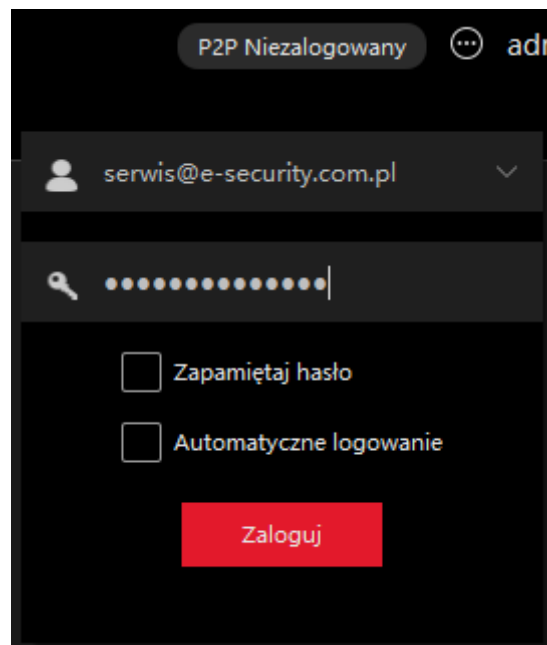 P2P Niezalogowany
serwis@e-security.com.pl
●●●●●●●●●●●●●●
Zapamiętaj hasło
Automatyczne logowanie
Zaloguj